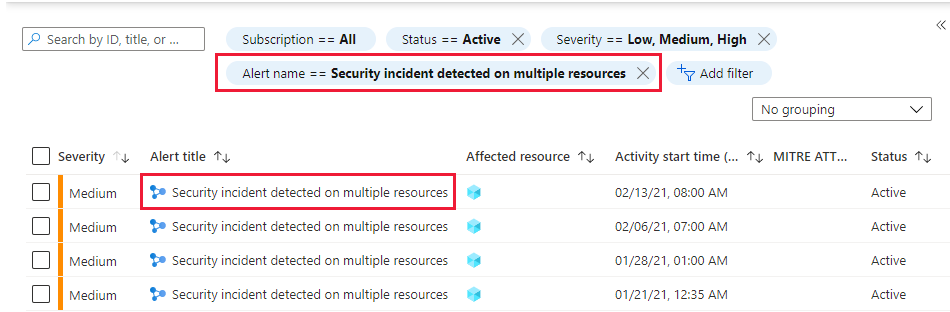 Search by ID, title, or ... Subscription == All Status == Active Severity == Low, Medium, High
Alert name == Security incident detected on multiple resources Add filter
No grouping
Severity Alert title Affected resource Activity start time (... MITRE ATT... Status
Medium Security incident detected on multiple resources 02/13/21, 08:00 AM Active
Medium Security incident detected on multiple resources 02/06/21, 07:00 AM Active
Medium Security incident detected on multiple resources 01/28/21, 01:00 AM Active
Medium Security incident detected on multiple resources 01/21/21, 12:35 AM Active